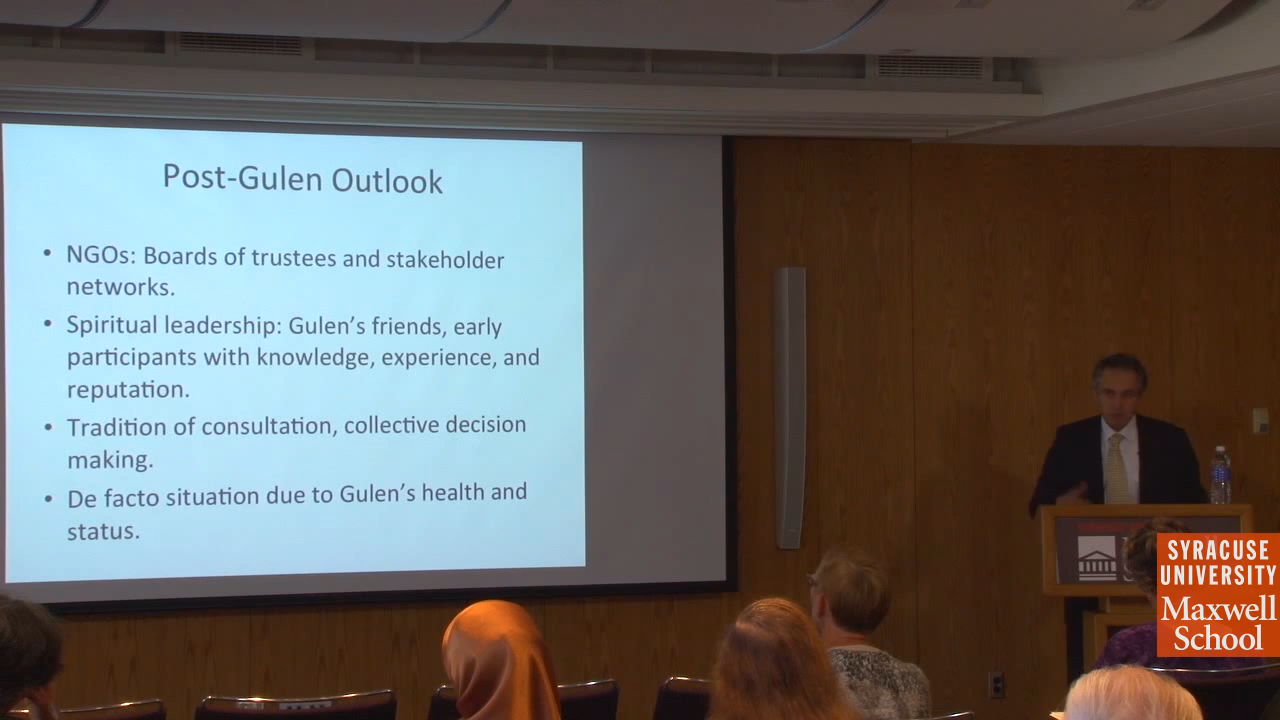 Post-Gulen Outlook
• NGOs: Boards of trustees and stakeholder
networks.
• Spiritual leadership: Gulen's friends, early
participants with knowledge, experience, and
reputation.
• Tradition of consultation, collective decision
making.
• De facto situation due to Gulen's health and
status.
SYRACUSE
UNIVERSITY
Maxwell
School